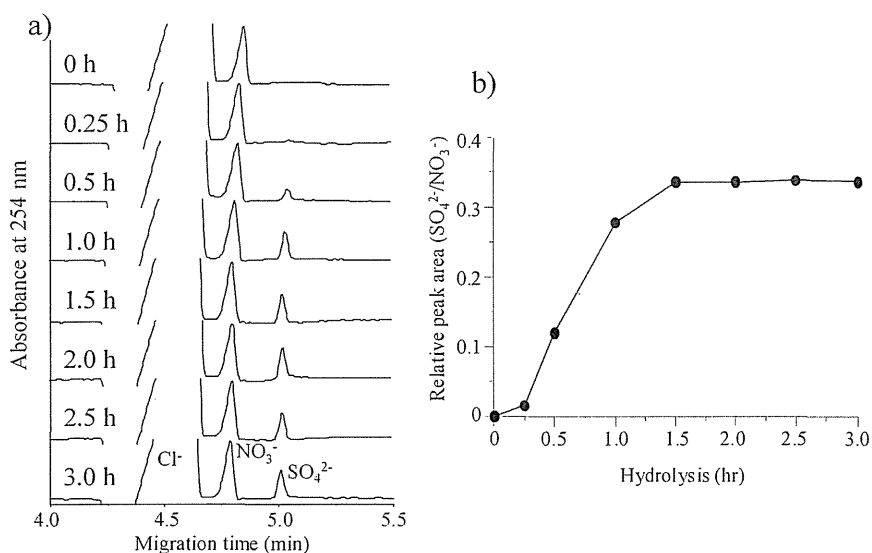 a)
0 h
0.25 h
0.5 h
1.0 h
1.5 h
2.0 h
2.5 h
3.0 h
Cl-
NO3-
SO42-
Absorbance at 254 nm
4.0 4.5 5.0 5.5
Migration time (min)
b)
0.4
0.3
0.2
0.1
0
Relative peak area (SO42-/NO3-)
0 0.5 1.0 1.5 2.0 2.5 3.0
Hydrolysis (hr)